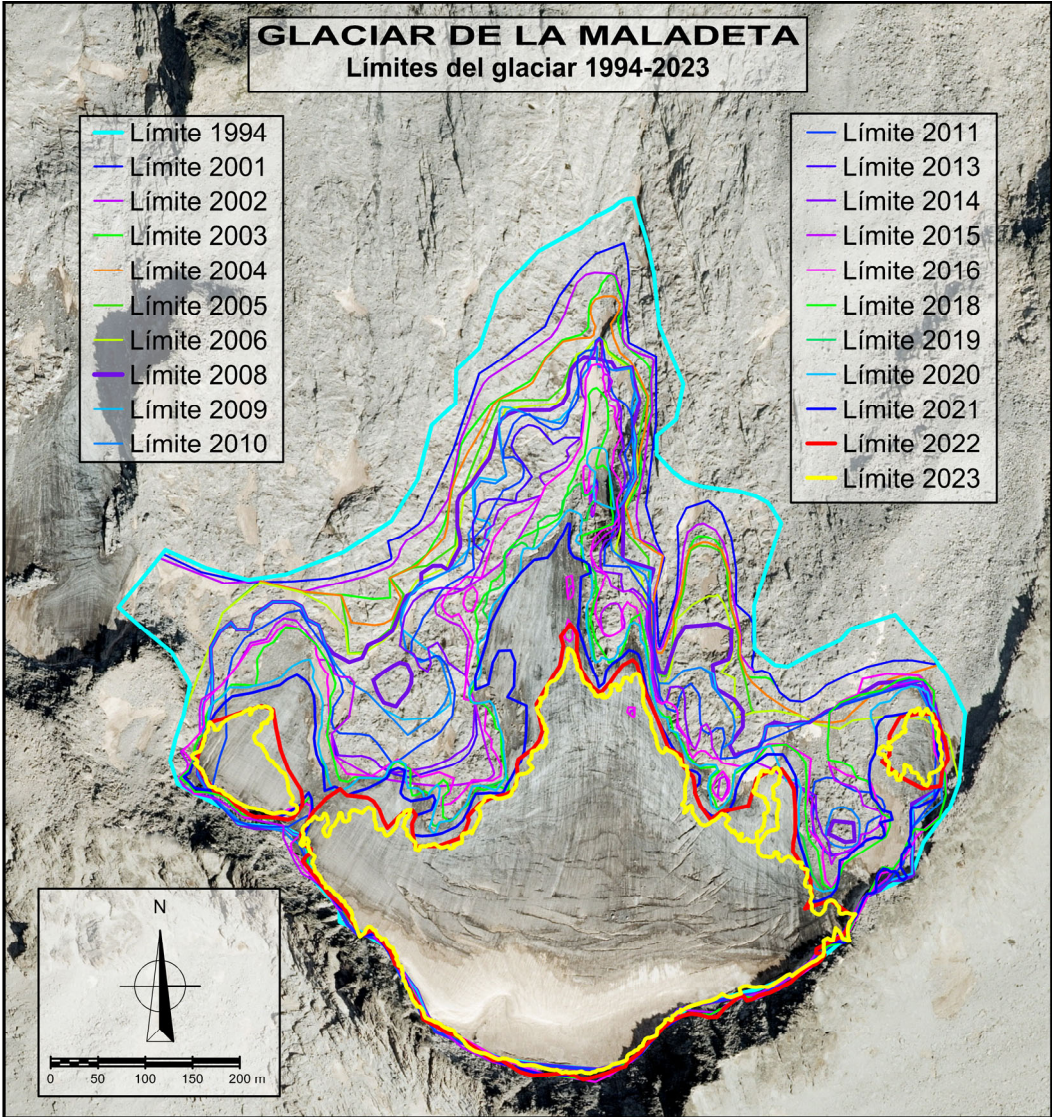 GLACIAR DE LA MALADETA
Límites del glaciar 1994-2023
Límite 1994
Límite 2001
Límite 2002
Límite 2003
Límite 2004
Límite 2005
Límite 2006
Límite 2008
Límite 2009
Límite 2010
Límite 2011
Límite 2013
Límite 2014
Límite 2015
Límite 2016
Límite 2018
Límite 2019
Límite 2020
Límite 2021
Límite 2022
Límite 2023
N
0 50 100 150 200 m